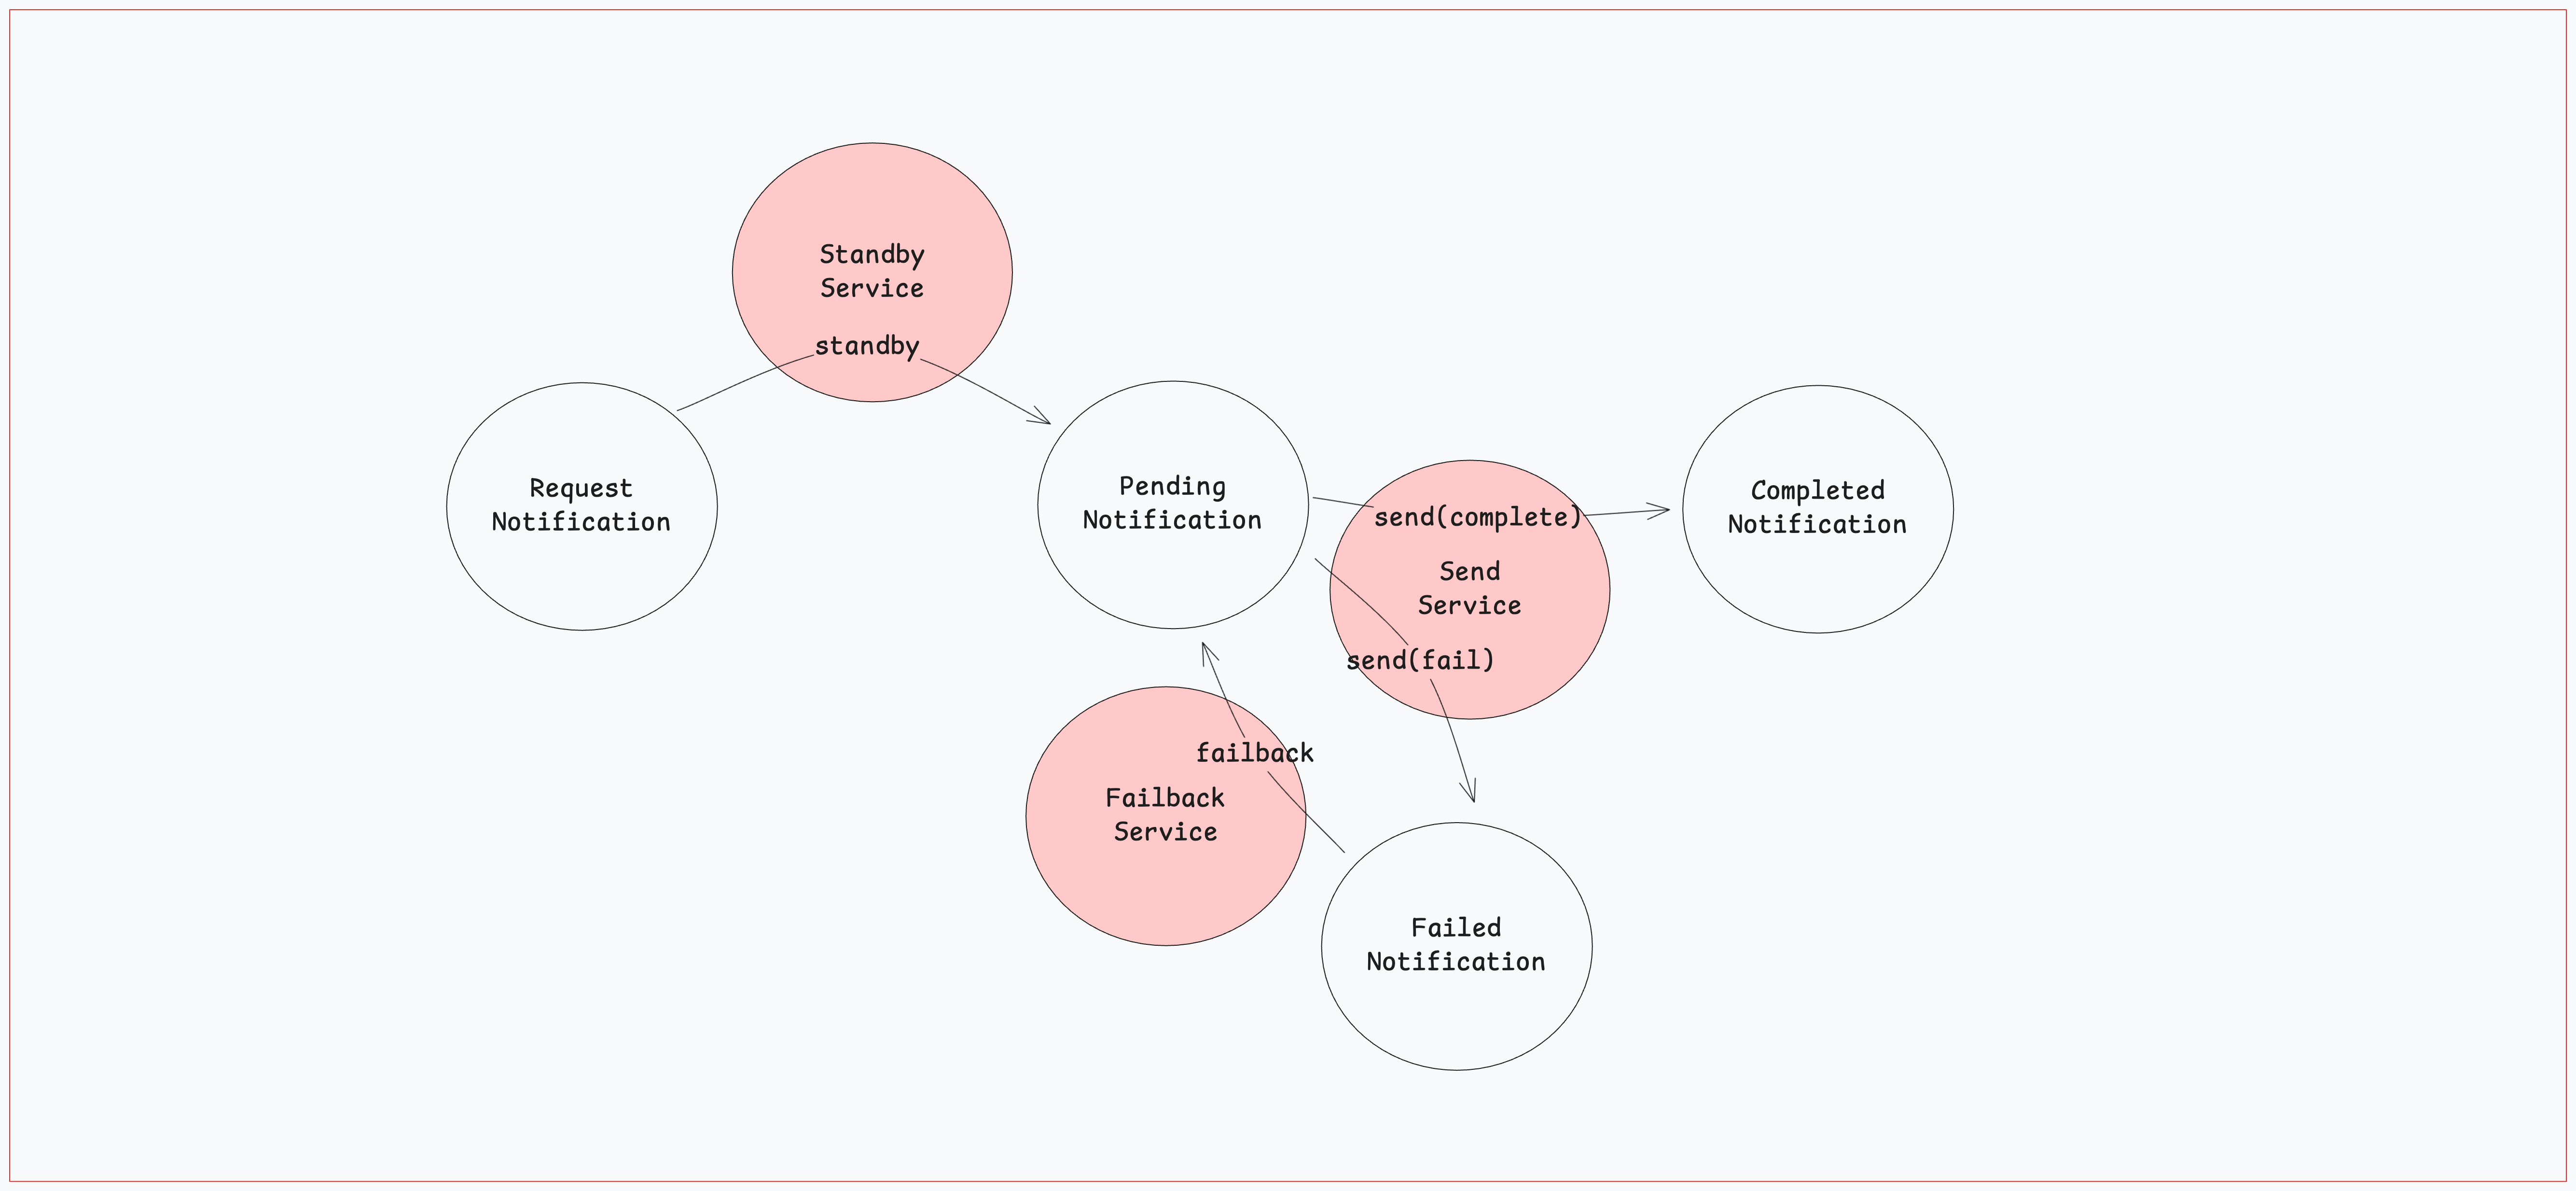 Standby
Service
standby
Request
Notification
Pending
Notification
send(complete)
Send
Service
send(fail)
Completed
Notification
failback
Failback
Service
Failed
Notification